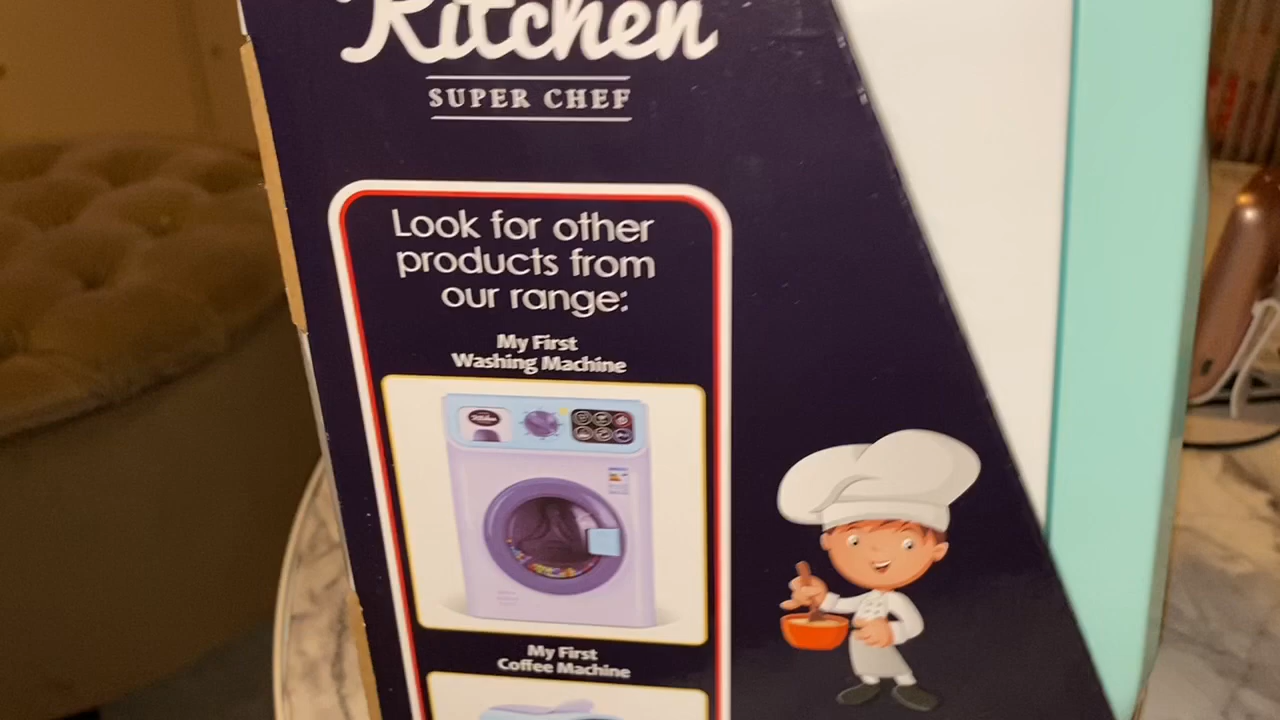 Kitchen
SUPER CHEF
Look for other
products from
our range:
My First
Washing Machine
My First
Coffee Machine